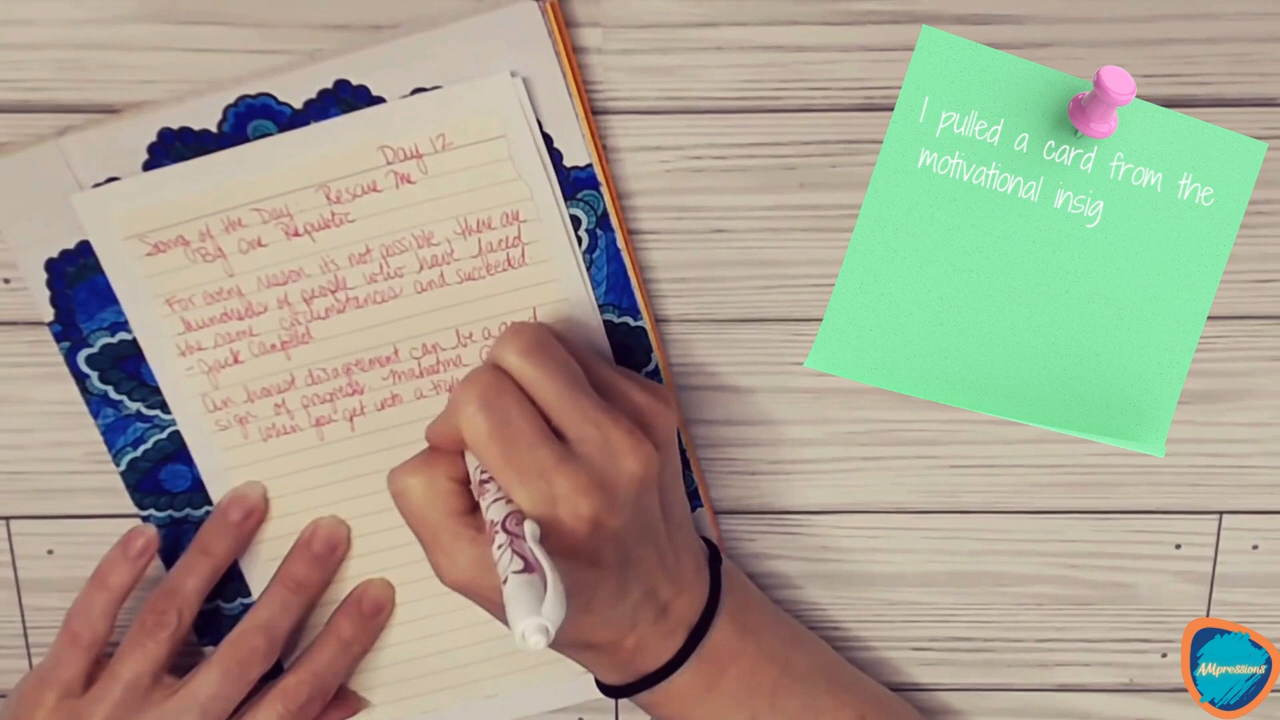 Day 12
Song of the Day: Rescue Me
By One Republic
For every reason it's not possible, there are
hundreds of people who have faced
the same circumstances and succeeded.
-Jack Canfield
An honest disagreement can be a good
sign of progress. -Mahatma
When you get into a
I pulled a card from the
motivational insig
AMpressions